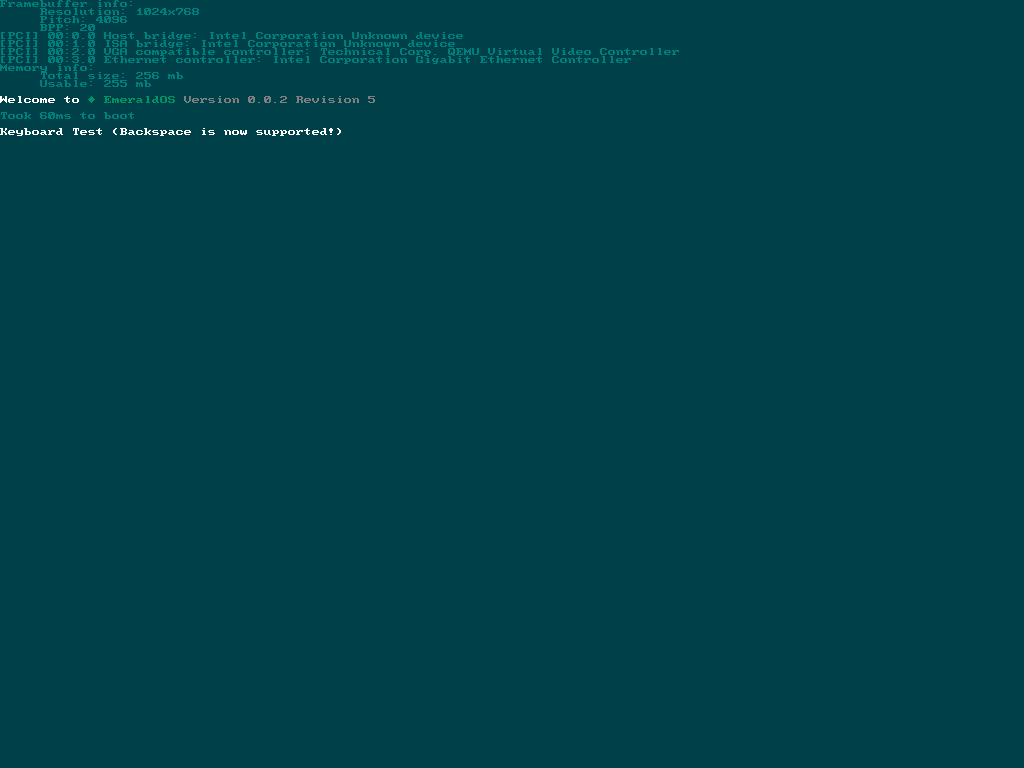 Framebuffer info:
Resolution: 1024x768
Pitch: 4096
BPP: 20
[PCI] 00:0.0 Host bridge: Intel Corporation Unknown device
[PCI] 00:1.0 ISA bridge: Intel Corporation Unknown device
[PCI] 00:2.0 VGA compatible controller: Technical Corp. QEMU Virtual Video Controller
[PCI] 00:3.0 Ethernet controller: Intel Corporation Gigabit Ethernet Controller
Memory info:
Total size: 256 mb
Usable: 255 mb
Welcome to ♦ EmeraldOS Version 0.0.2 Revision 5
Took 60ms to boot
Keyboard Test (Backspace is now supported!)